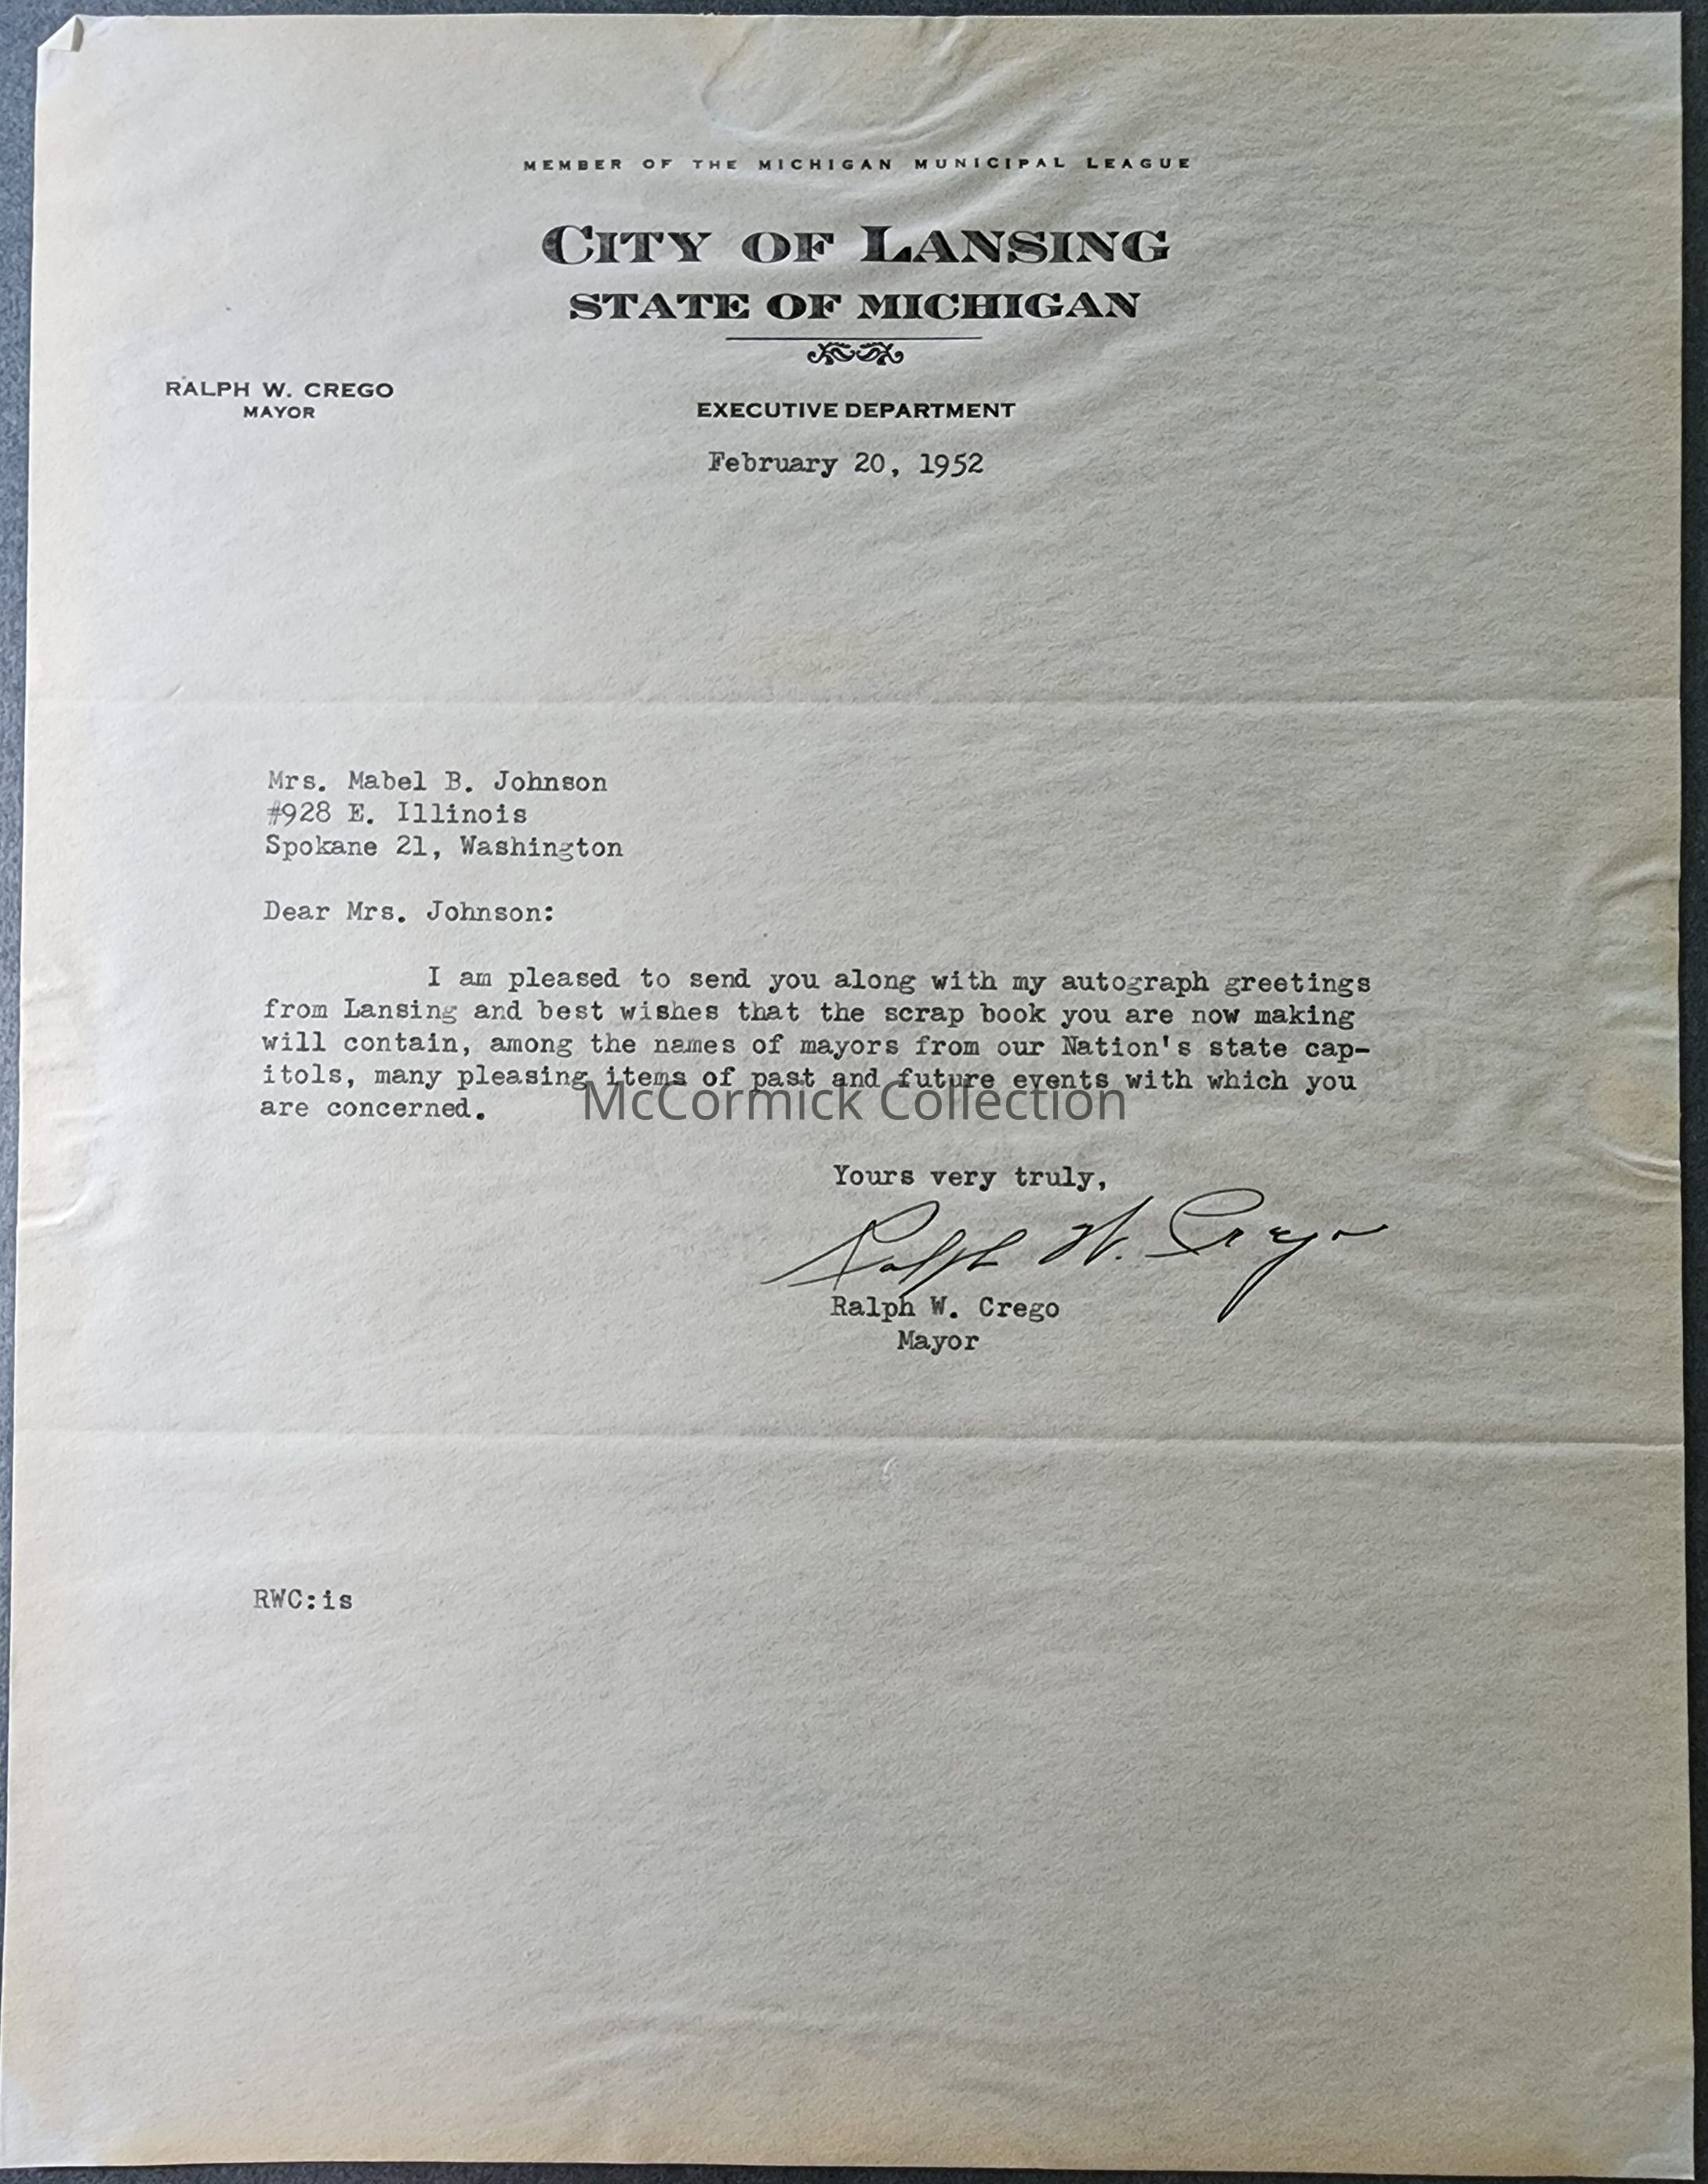 MEMBER OF THE MICHIGAN MUNICIPAL LEAGUE
CITY OF LANSING
STATE OF MICHIGAN
RALPH W. CREGO
MAYOR
EXECUTIVE DEPARTMENT
February 20, 1952
Mrs. Mabel B. Johnson
#928 E. Illinois
Spokane 21, Washington
Dear Mrs. Johnson:
I am pleased to send you along with my autograph greetings
from Lansing and best wishes that the scrap book you are now making
will contain, among the names of mayors from our Nation's state cap-
itols, many pleasing items of past and future events with which you
are concerned.
McCormick Collection
Yours very truly,
Ralph W. Crego
Ralph W. Crego
Mayor
RWC:is